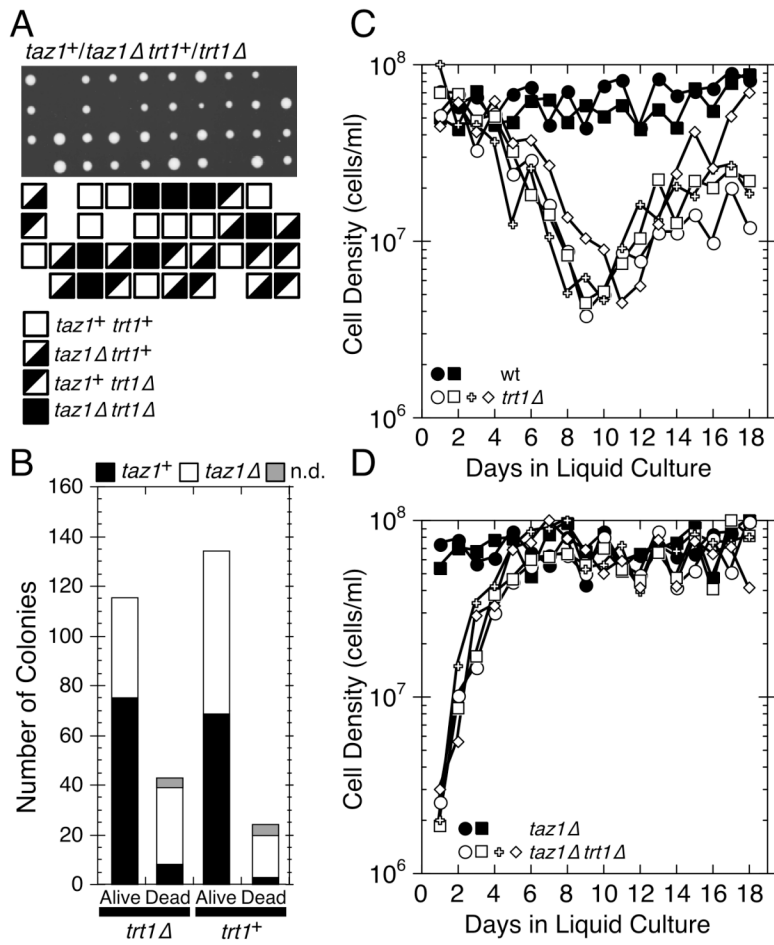 A
taz1+/taz1Δ trt1+/trt1Δ
taz1+ trt1+
taz1Δ trt1+
taz1+ trt1Δ
taz1Δ trt1Δ
B
taz1+ taz1Δ n.d.
160
140
120
100
80
60
40
20
0
Number of Colonies
Alive Dead Alive Dead
trt1Δ trt1+
C
10^8
10^7
10^6
Cell Density (cells/ml)
wt
trt1Δ
0 2 4 6 8 10 12 14 16 18
Days in Liquid Culture
D
10^8
10^7
10^6
Cell Density (cells/ml)
taz1Δ
taz1Δ trt1Δ
0 2 4 6 8 10 12 14 16 18
Days in Liquid Culture